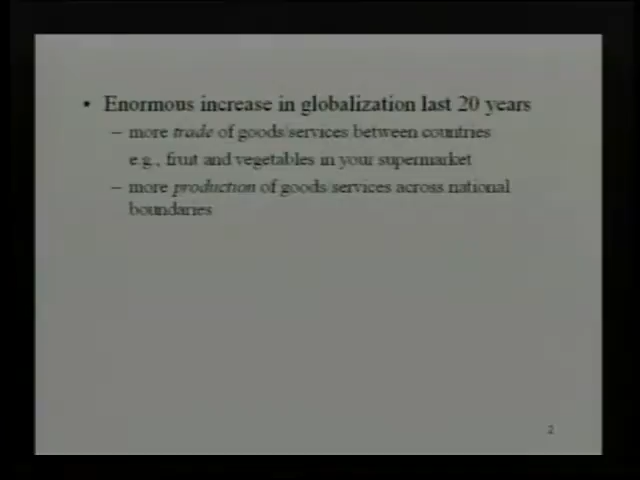 • Enormous increase in globalization last 20 years
– more trade of goods/services between countries
e.g., fruit and vegetables in your supermarket
– more production of goods services across national
boundaries
2